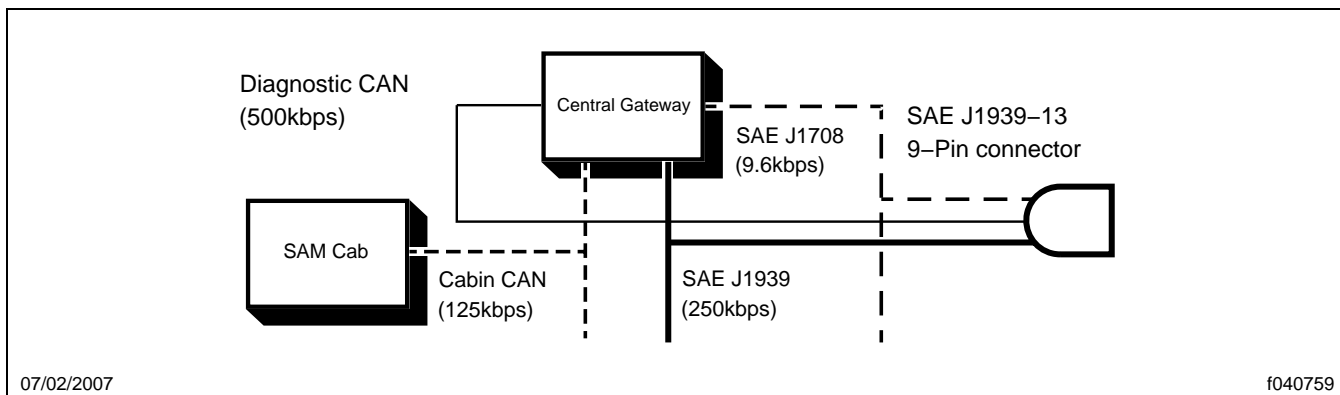 Diagnostic CAN
(500kbps)
Central Gateway
SAE J1708
(9.6kbps)
SAE J1939–13
9–Pin connector
SAM Cab
Cabin CAN
(125kbps)
SAE J1939
(250kbps)
07/02/2007
f040759